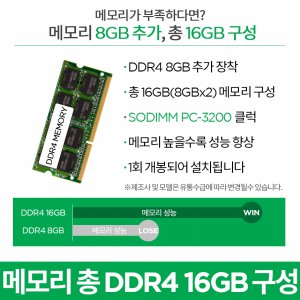 메모리가 부족하다면?
메모리 8GB 추가, 총 16GB 구성
DDR4 MEMORY
• DDR4 8GB 추가 장착
• 총 16GB(8GBx2) 메모리 구성
• SODIMM PC-3200 클럭
• 메모리 높을수록 성능 향상
• 1회 개봉되어 설치됩니다
※제조사 및 모델은 유통수급에 따라 변경될수 있습니다.
DDR4 16GB 메모리 성능 WIN
DDR4 8GB 메모리 성능 LOSE
메모리 총 DDR4 16GB 구성